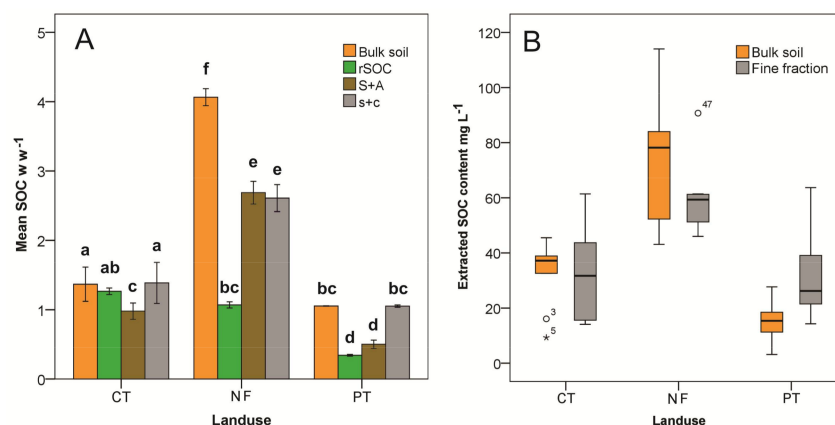 A
Mean SOC w w⁻¹
5
4
3
2
1
0
Bulk soil
rSOC
S+A
s+c
a
ab
c
a
f
bc
e
e
bc
d
d
bc
CT
NF
PT
Landuse
B
Extracted SOC content mg L⁻¹
120
100
80
60
40
20
0
Bulk soil
Fine fraction
47
3
5
CT
NF
PT
Landuse